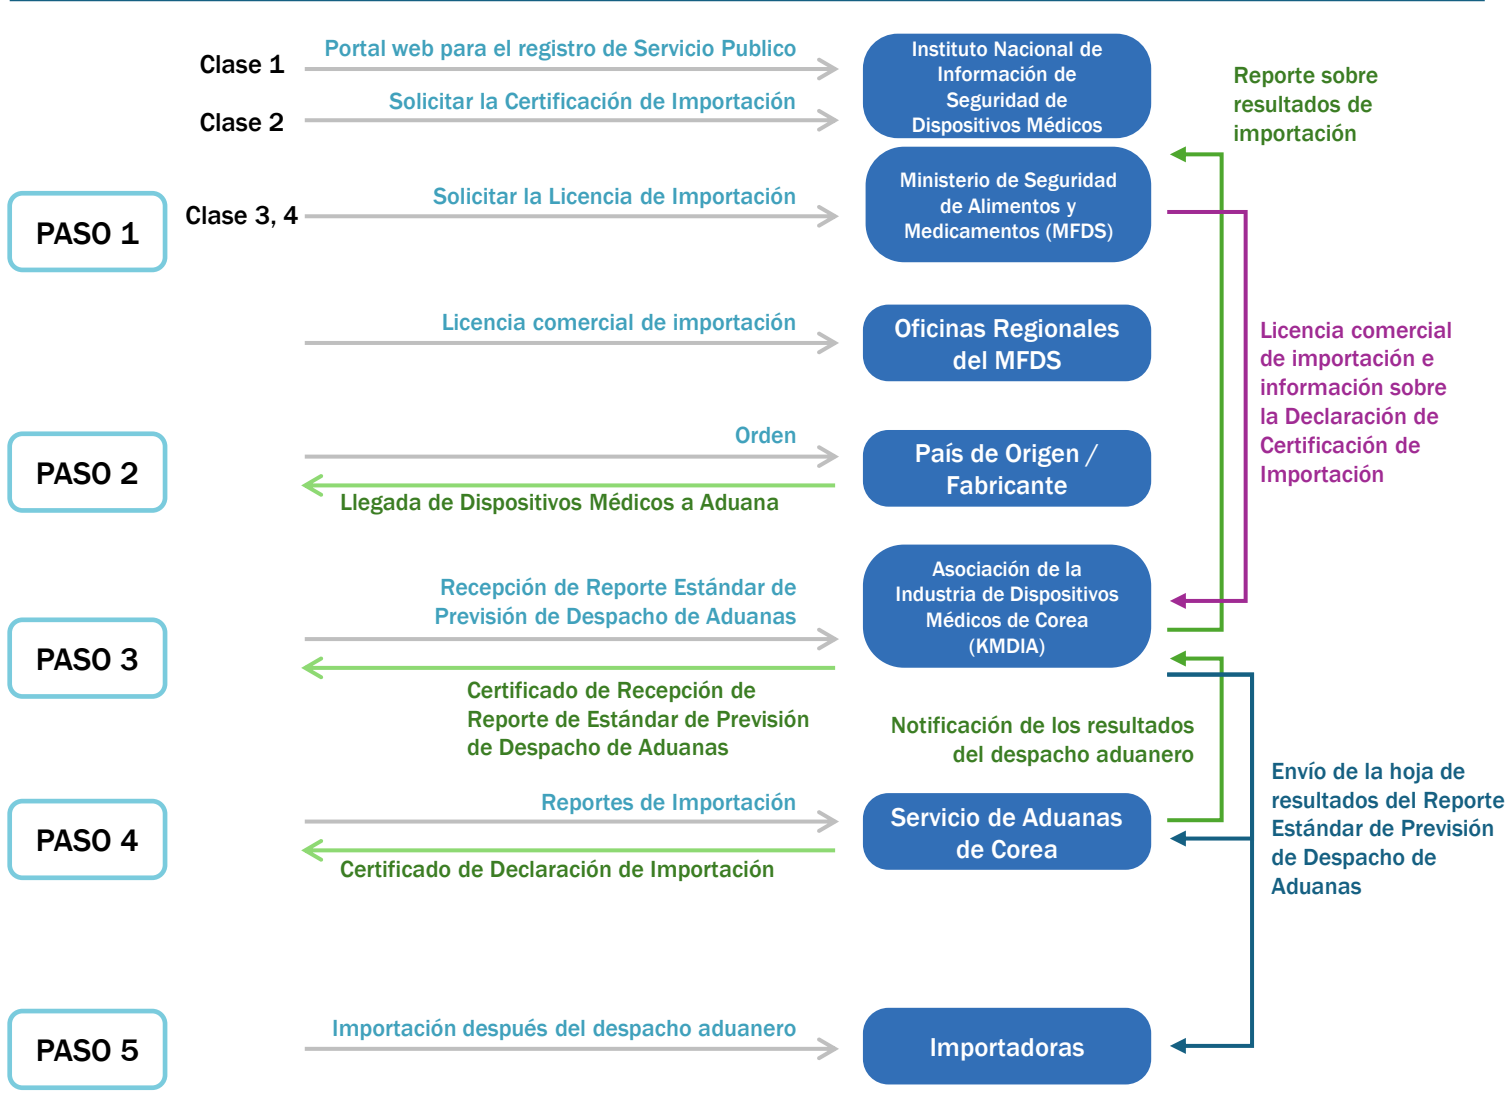 Clase 1
Portal web para el registro de Servicio Publico
Instituto Nacional de
Información de
Seguridad de
Dispositivos Médicos
Clase 2
Solicitar la Certificación de Importación
Reporte sobre
resultados de
importación
PASO 1
Clase 3, 4
Solicitar la Licencia de Importación
Ministerio de Seguridad
de Alimentos y
Medicamentos (MFDS)
Licencia comercial de importación
Oficinas Regionales
del MFDS
Licencia comercial
de importación e
información sobre
la Declaración de
Certificación de
Importación
PASO 2
Orden
País de Origen /
Fabricante
Llegada de Dispositivos Médicos a Aduana
PASO 3
Recepción de Reporte Estándar de
Previsión de Despacho de Aduanas
Asociación de la
Industria de Dispositivos
Médicos de Corea
(KMDIA)
Certificado de Recepción de
Reporte de Estándar de Previsión
de Despacho de Aduanas
Notificación de los resultados
del despacho aduanero
Envío de la hoja de
resultados del Reporte
Estándar de Previsión
de Despacho de
Aduanas
PASO 4
Reportes de Importación
Servicio de Aduanas
de Corea
Certificado de Declaración de Importación
PASO 5
Importación después del despacho aduanero
Importadoras